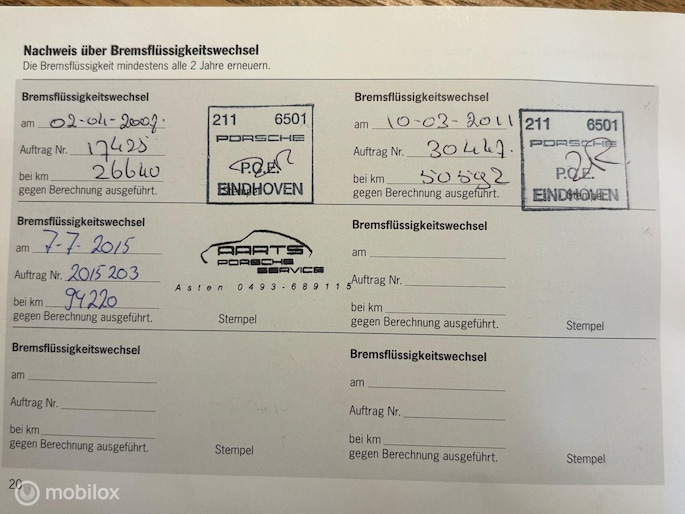 Nachweis über Bremsflüssigkeitswechsel
Die Bremsflüssigkeit mindestens alle 2 Jahre erneuern.
Bremsflüssigkeitswechsel
am 02-04-2007.
Auftrag Nr. 17425
bei km 26640
gegen Berechnung ausgeführt.
211 6501
PORSCHE
P.C.E.
EINDHOVEN
Stempel
Bremsflüssigkeitswechsel
am 10-03-2011
Auftrag Nr. 30447.
bei km 50592
gegen Berechnung ausgeführt.
211 6501
PORSCHE
P.C.E.
EINDHOVEN
Stempel
Bremsflüssigkeitswechsel
am 7-7-2015
Auftrag Nr. 2015203
bei km 94220
gegen Berechnung ausgeführt.
AARTS
PORSCHE
SERVICE
Asten 0493-689115
Stempel
Bremsflüssigkeitswechsel
am
Auftrag Nr.
bei km
gegen Berechnung ausgeführt.
Stempel
Bremsflüssigkeitswechsel
am
Auftrag Nr.
bei km
gegen Berechnung ausgeführt.
Stempel
Bremsflüssigkeitswechsel
am
Auftrag Nr.
bei km
gegen Berechnung ausgeführt.
Stempel
20
mobilox